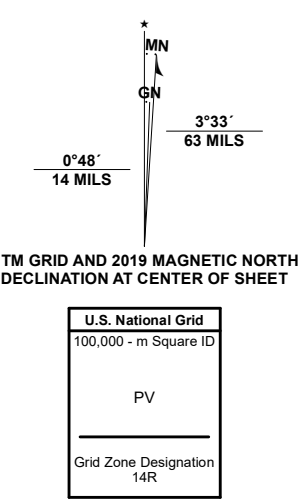 ★
MN
GN
3°33´
63 MILS
0°48´
14 MILS
TM GRID AND 2019 MAGNETIC NORTH
DECLINATION AT CENTER OF SHEET
U.S. National Grid
100,000 - m Square ID
PV
Grid Zone Designation
14R